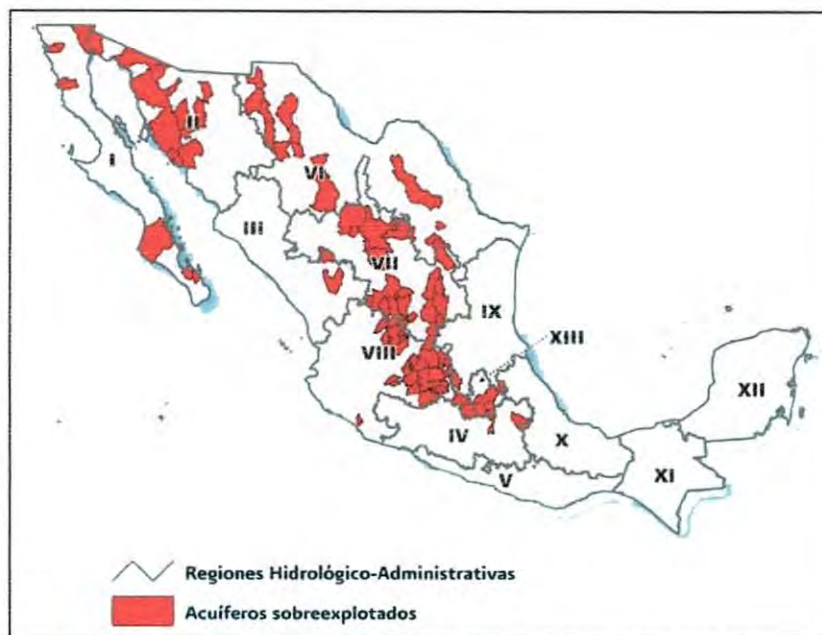 II
I
VI
III
VII
IX
XIII
VIII
XII
IV
X
XI
V
Regiones Hidrológico-Administrativas
Acuíferos sobreexplotados